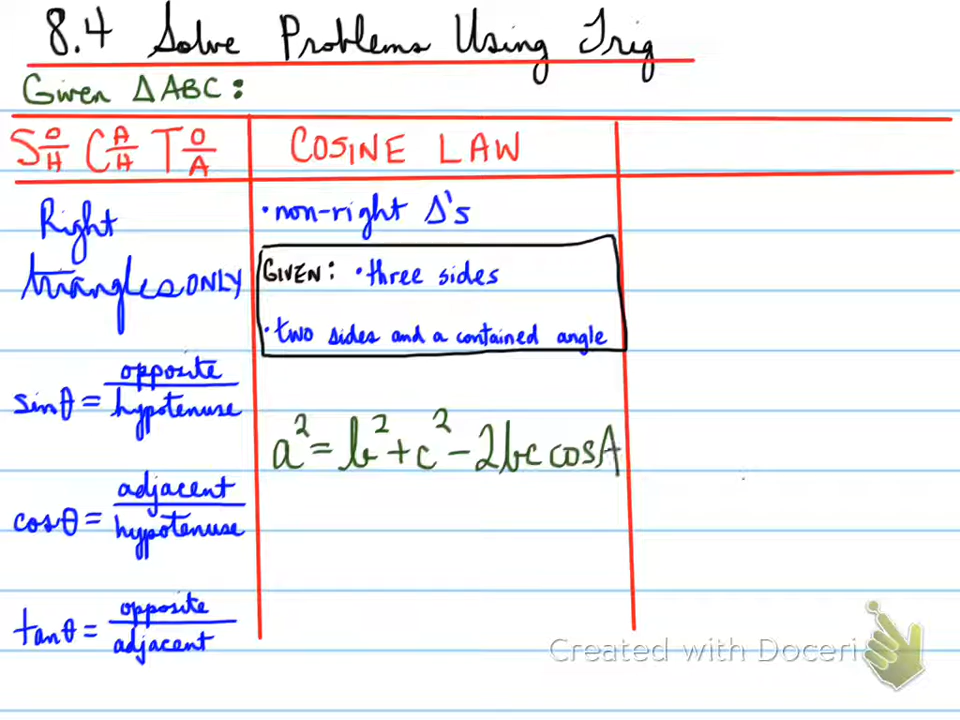 8.4 Solve Problems Using Trig
Given ΔABC:
S O/H C A/H T O/A
Right
triangles ONLY
sinθ = opposite/hypotenuse
cosθ = adjacent/hypotenuse
tanθ = opposite/adjacent
COSINE LAW
•non-right Δ's
GIVEN: •three sides
•two sides and a contained angle
a² = b² + c² - 2bc cosA
Created with Doceri